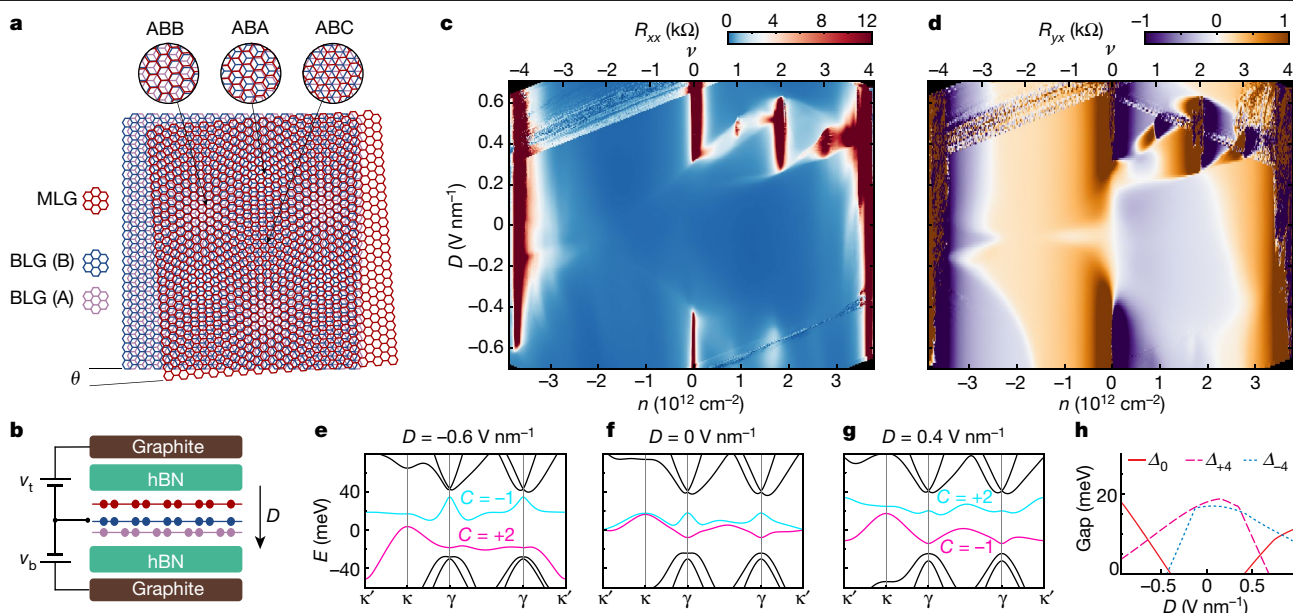 a
ABB ABA ABC
MLG
BLG (B)
BLG (A)
θ
b
Graphite
hBN
hBN
Graphite
v_t
v_b
D
c
R_xx (kΩ)
0 4 8 12
ν
−4 −3 −2 −1 0 1 2 3 4
D (V nm⁻¹)
0.6
0.4
0.2
0
−0.2
−0.4
−0.6
−3 −2 −1 0 1 2 3
n (10¹² cm⁻²)
d
R_yx (kΩ)
−1 0 1
ν
−4 −3 −2 −1 0 1 2 3 4
−3 −2 −1 0 1 2 3
n (10¹² cm⁻²)
e
D = −0.6 V nm⁻¹
E (meV)
40
0
−60
C = −1
C = +2
κ′ κ γ κ′
f
D = 0 V nm⁻¹
κ′ κ γ κ′
g
D = 0.4 V nm⁻¹
C = +2
C = −1
κ′ κ γ γ κ′
h
Δ₀ Δ₊₄ Δ₋₄
Gap (meV)
20
0
−0.5 0 0.5
D (V nm⁻¹)